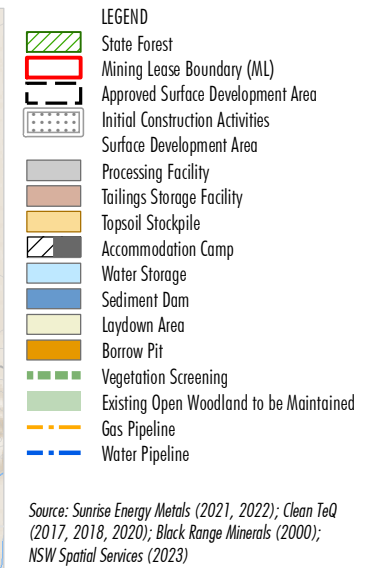 LEGEND
State Forest
Mining Lease Boundary (ML)
Approved Surface Development Area
Initial Construction Activities
Surface Development Area
Processing Facility
Tailings Storage Facility
Topsoil Stockpile
Accommodation Camp
Water Storage
Sediment Dam
Laydown Area
Borrow Pit
Vegetation Screening
Existing Open Woodland to be Maintained
Gas Pipeline
Water Pipeline
Source: Sunrise Energy Metals (2021, 2022); Clean TeQ
(2017, 2018, 2020); Black Range Minerals (2000);
NSW Spatial Services (2023)